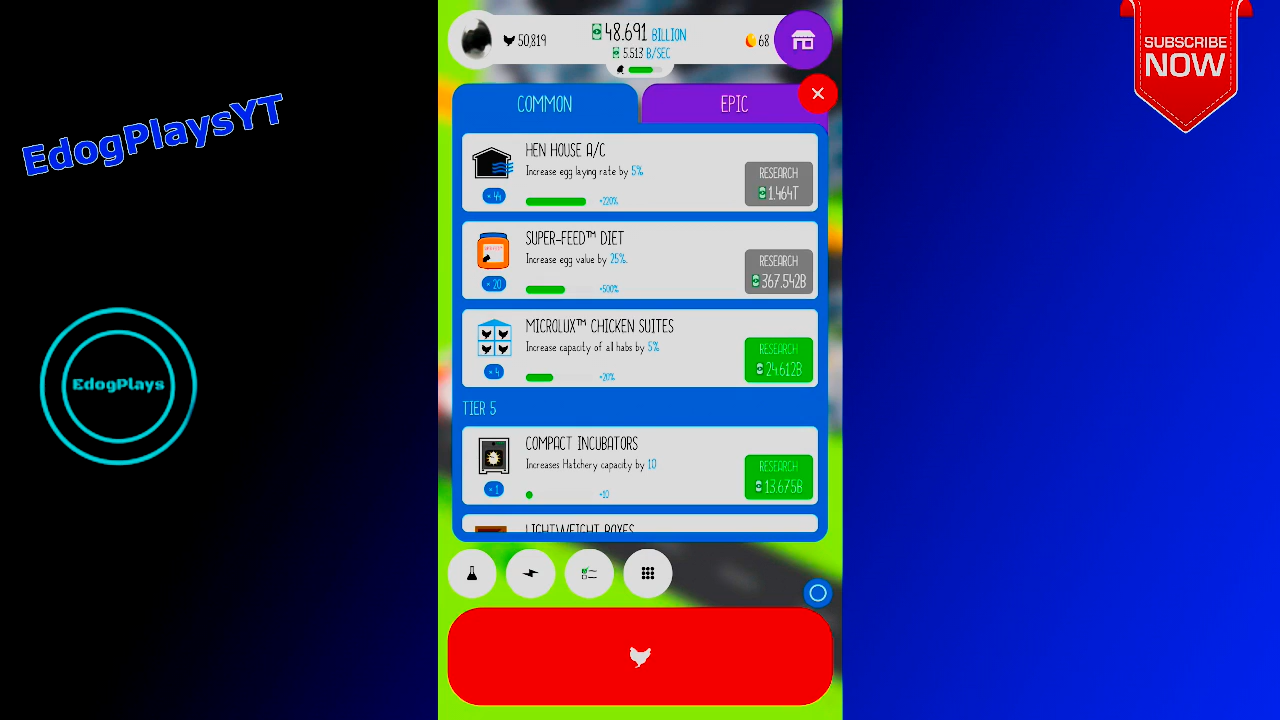 EdogPlaysYT
EdogPlays
SUBSCRIBE
NOW
50,819
48.691 BILLION
5.513 B/SEC
68
COMMON
EPIC
HEN HOUSE A/C
Increase egg laying rate by 5%
× 44
+220%
RESEARCH
1.464T
SUPER-FEED™ DIET
Increase egg value by 25%.
× 20
+500%
RESEARCH
367.542B
MICROLUX™ CHICKEN SUITES
Increase capacity of all habs by 5%
× 4
+20%
RESEARCH
24.612B
TIER 5
COMPACT INCUBATORS
Increases Hatchery capacity by 10
× 1
+10
RESEARCH
13.675B
LIGHTWEIGHT BOXES